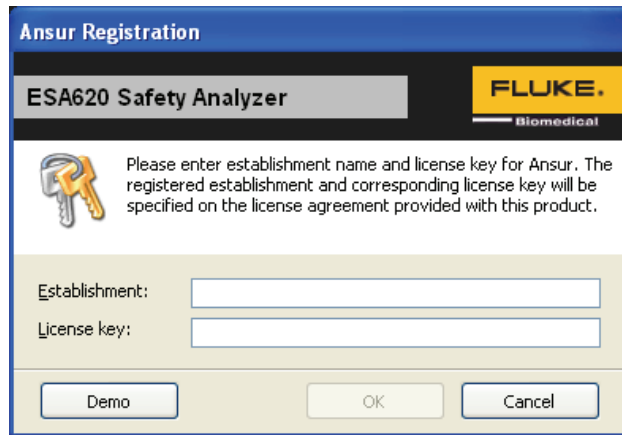 Ansur Registration
ESA620 Safety Analyzer
FLUKE.
Biomedical
Please enter establishment name and license key for Ansur. The
registered establishment and corresponding license key will be
specified on the license agreement provided with this product.
Establishment:
License key:
Demo
OK
Cancel